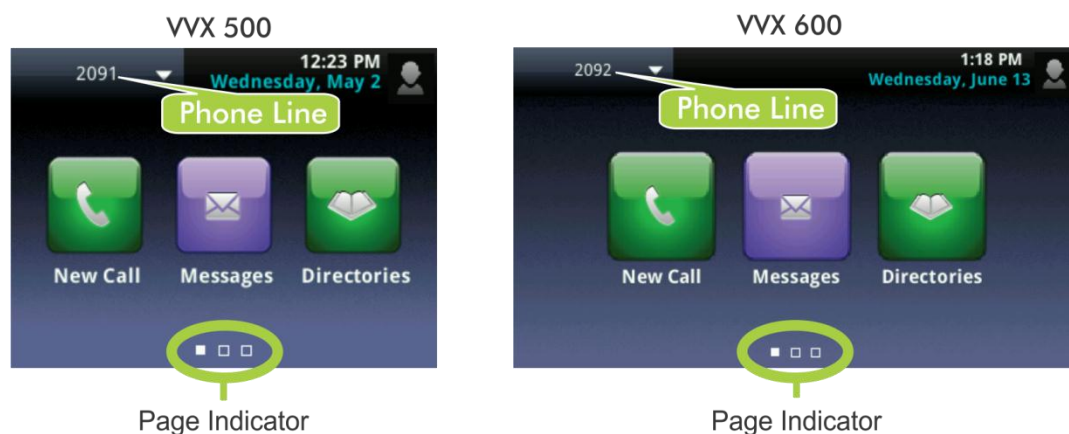 VVX 500
2091
12:23 PM
Wednesday, May 2
Phone Line
New Call
Messages
Directories
Page Indicator
VVX 600
2092
1:18 PM
Wednesday, June 13
Phone Line
New Call
Messages
Directories
Page Indicator